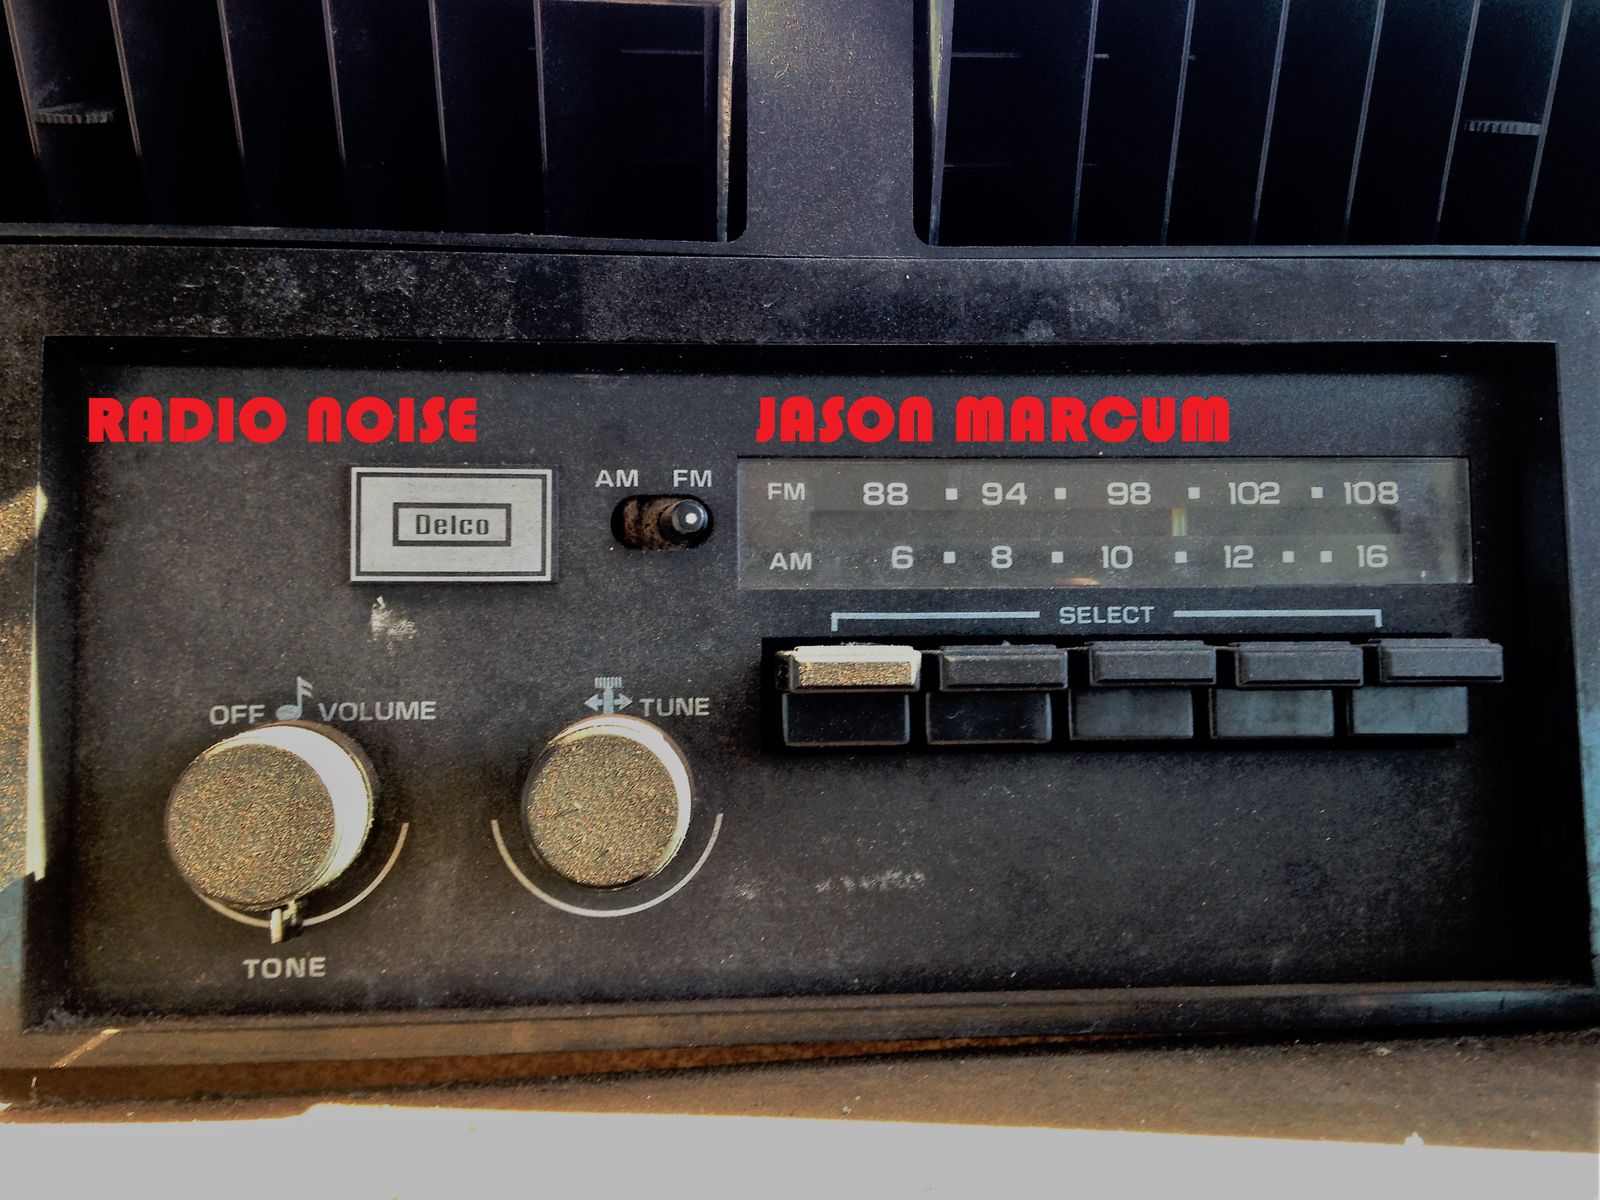 RADIO NOISE
JASON MARCUM
Delco
AM FM
FM 88 94 98 102 108
AM 6 8 10 12 16
SELECT
OFF VOLUME
TUNE
TONE